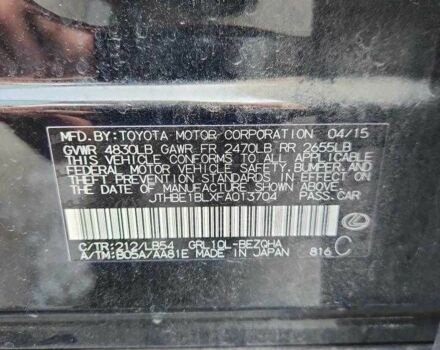 MFD.BY:TOYOTA MOTOR CORPORATION 04/15
GVWR 4830LB GAWR FR 2470LB RR 2655LB
THIS VEHICLE CONFORMS TO ALL APPLICABLE
FEDERAL MOTOR VEHICLE SAFETY, BUMPER, AND
THEFT PREVENTION STANDARDS IN EFFECT ON
THE DATE OF MANUFACTURE SHOWN ABOVE.
JTHBE1BLXFA013704 PASS.CAR
C/TR:212/LB54 GRL10L-BEZQHA
A/TM:B05A/AA81E MADE IN JAPAN 816 C